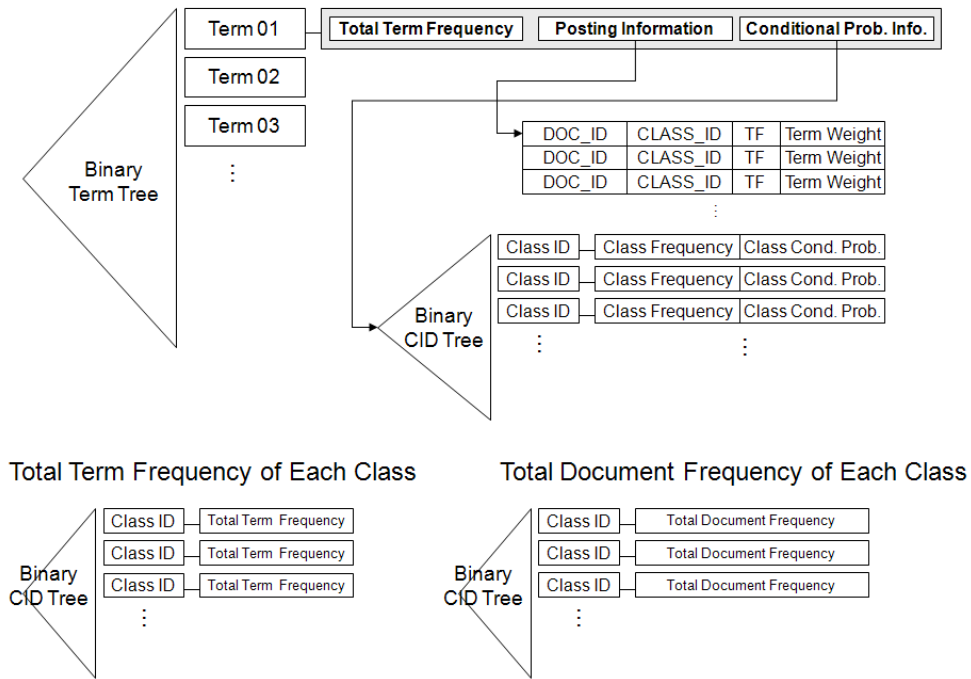 Term 01
Total Term Frequency
Posting Information
Conditional Prob. Info.
Term 02
Term 03
⋮
Binary
Term Tree
DOC_ID CLASS_ID TF Term Weight
DOC_ID CLASS_ID TF Term Weight
DOC_ID CLASS_ID TF Term Weight
⋮
Binary
CID Tree
Class ID Class Frequency Class Cond. Prob.
Class ID Class Frequency Class Cond. Prob.
Class ID Class Frequency Class Cond. Prob.
⋮ ⋮
Total Term Frequency of Each Class
Binary
CID Tree
Class ID Total Term Frequency
Class ID Total Term Frequency
Class ID Total Term Frequency
⋮
Total Document Frequency of Each Class
Binary
CID Tree
Class ID Total Document Frequency
Class ID Total Document Frequency
Class ID Total Document Frequency
⋮